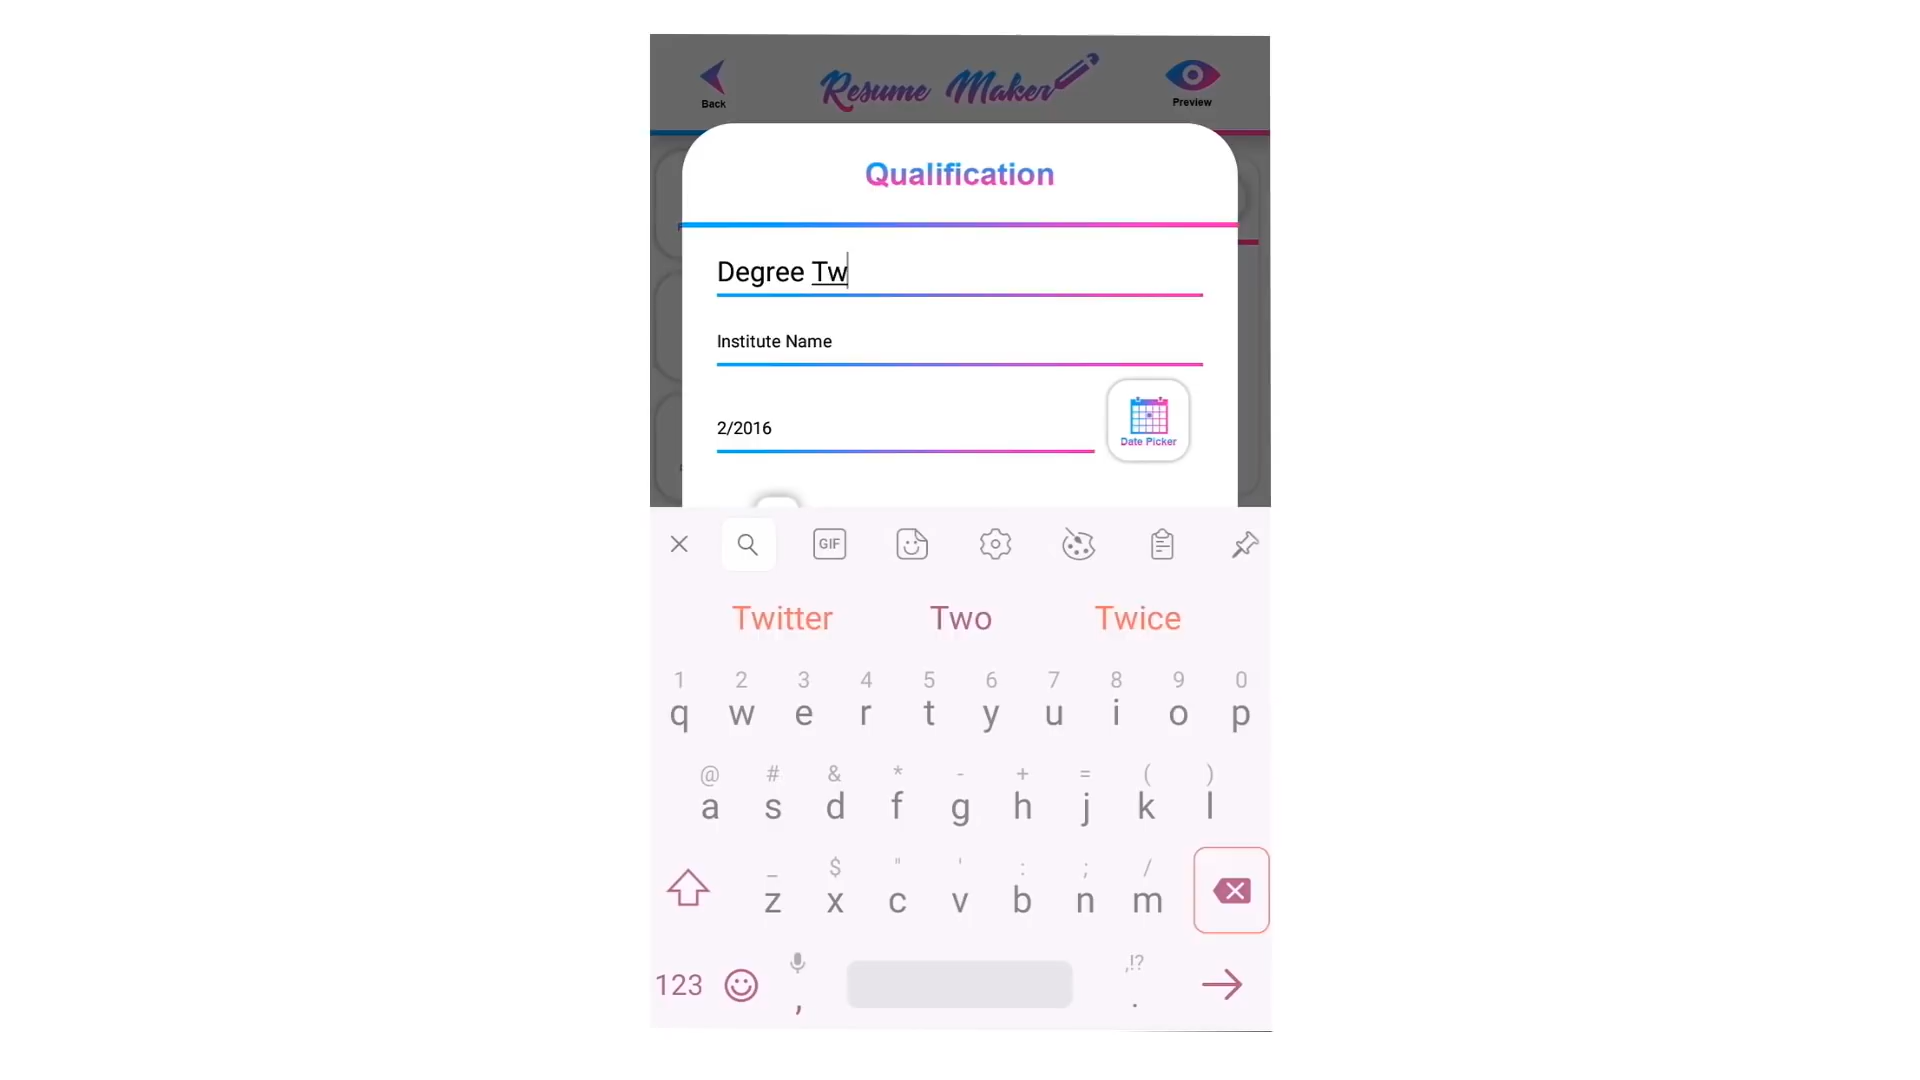 Back
Resume Maker
Preview
Qualification
Degree Tw
Institute Name
2/2016
Date Picker
GIF
Twitter Two Twice
1 2 3 4 5 6 7 8 9 0
q w e r t y u i o p
@ # & * - + = ( )
a s d f g h j k l
_ $ " ' : ; /
z x c v b n m
,!?
123 , .